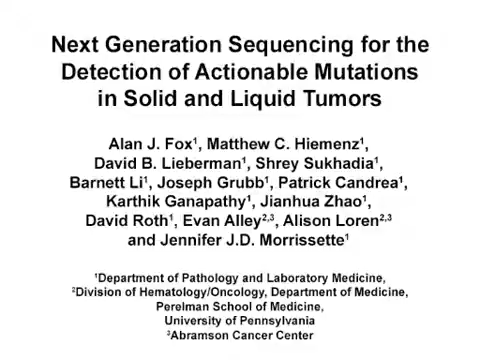 Next Generation Sequencing for the
Detection of Actionable Mutations
in Solid and Liquid Tumors
Alan J. Fox¹, Matthew C. Hiemenz¹,
David B. Lieberman¹, Shrey Sukhadia¹,
Barnett Li¹, Joseph Grubb¹, Patrick Candrea¹,
Karthik Ganapathy¹, Jianhua Zhao¹,
David Roth¹, Evan Alley²,³, Alison Loren²,³
and Jennifer J.D. Morrissette¹
¹Department of Pathology and Laboratory Medicine,
²Division of Hematology/Oncology, Department of Medicine,
Perelman School of Medicine,
University of Pennsylvania
³Abramson Cancer Center